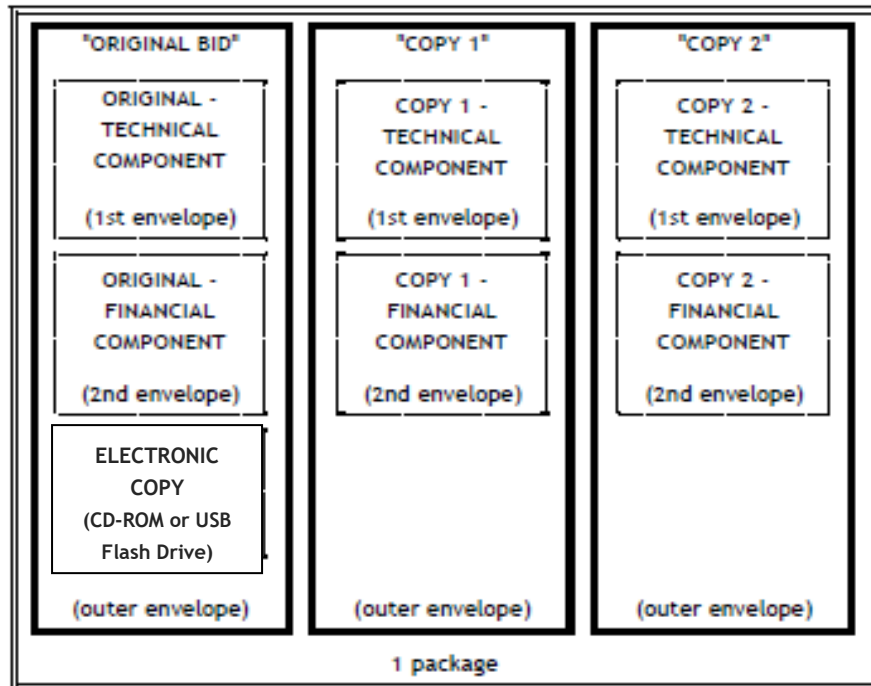 "ORIGINAL BID"
ORIGINAL -
TECHNICAL
COMPONENT
(1st envelope)
ORIGINAL -
FINANCIAL
COMPONENT
(2nd envelope)
ELECTRONIC
COPY
(CD-ROM or USB
Flash Drive)
(outer envelope)
"COPY 1"
COPY 1 -
TECHNICAL
COMPONENT
(1st envelope)
COPY 1 -
FINANCIAL
COMPONENT
(2nd envelope)
(outer envelope)
"COPY 2"
COPY 2 -
TECHNICAL
COMPONENT
(1st envelope)
COPY 2 -
FINANCIAL
COMPONENT
(2nd envelope)
(outer envelope)
1 package